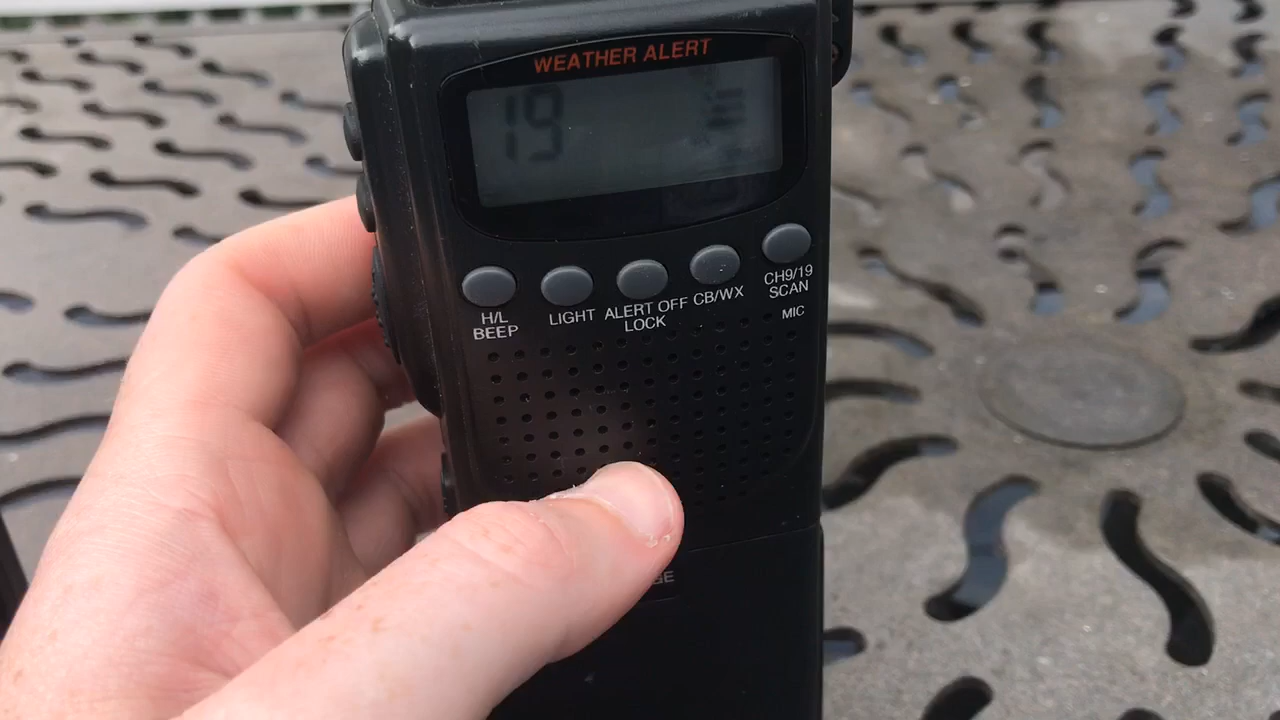 WEATHER ALERT
19
H/L
BEEP
LIGHT
ALERT OFF
LOCK
CB/WX
CH9/19
SCAN
MIC